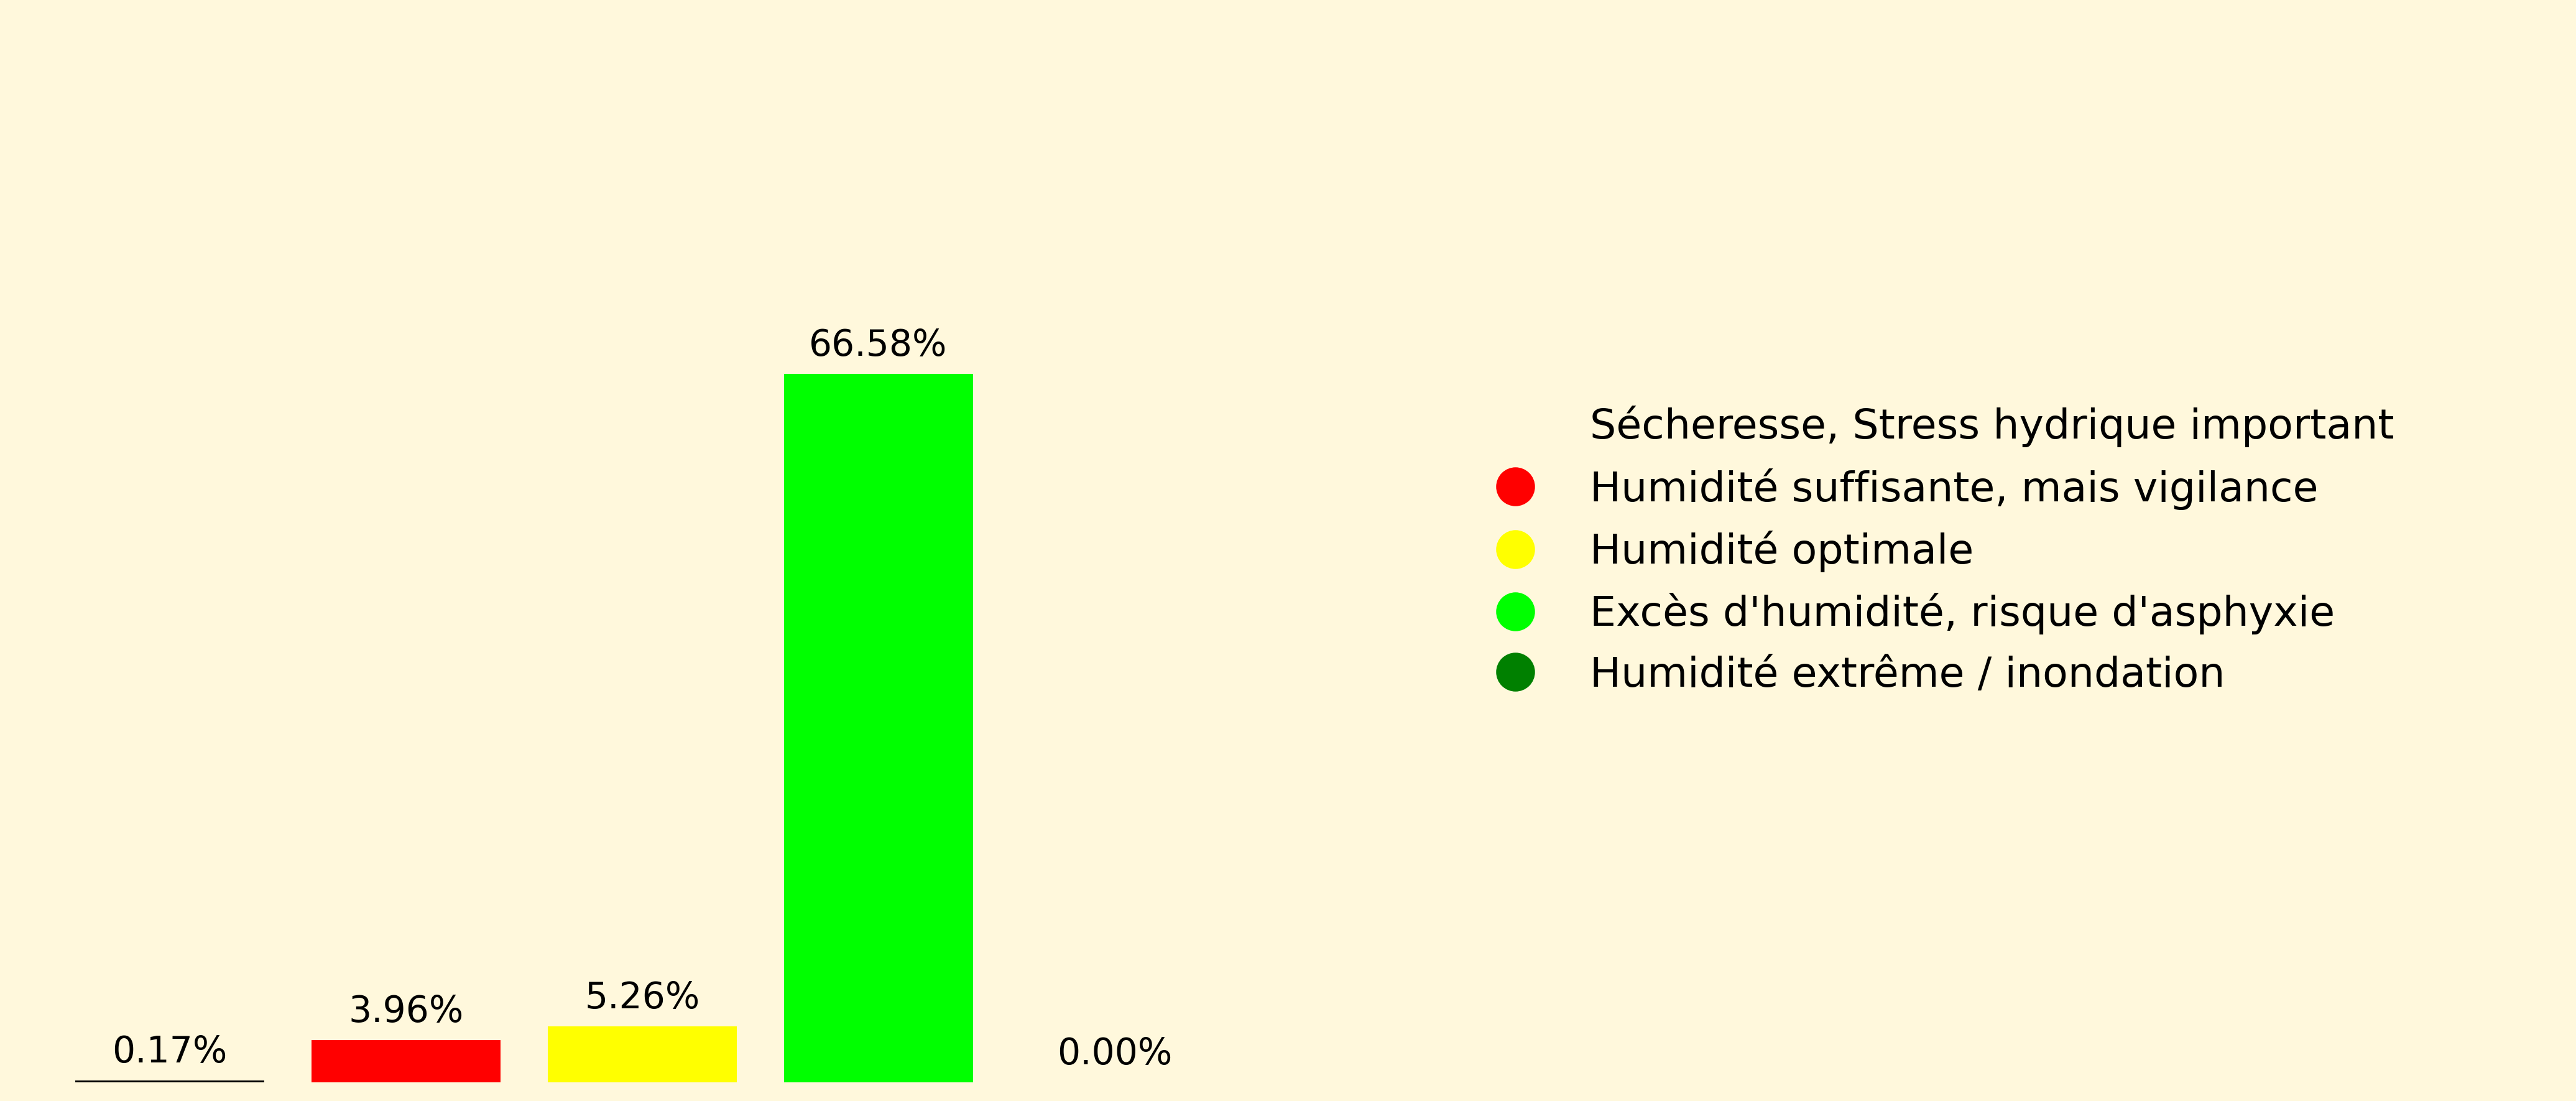 66.58%
Sécheresse, Stress hydrique important
Humidité suffisante, mais vigilance
Humidité optimale
Excès d'humidité, risque d'asphyxie
Humidité extrême / inondation
5.26%
3.96%
0.17%
0.00%